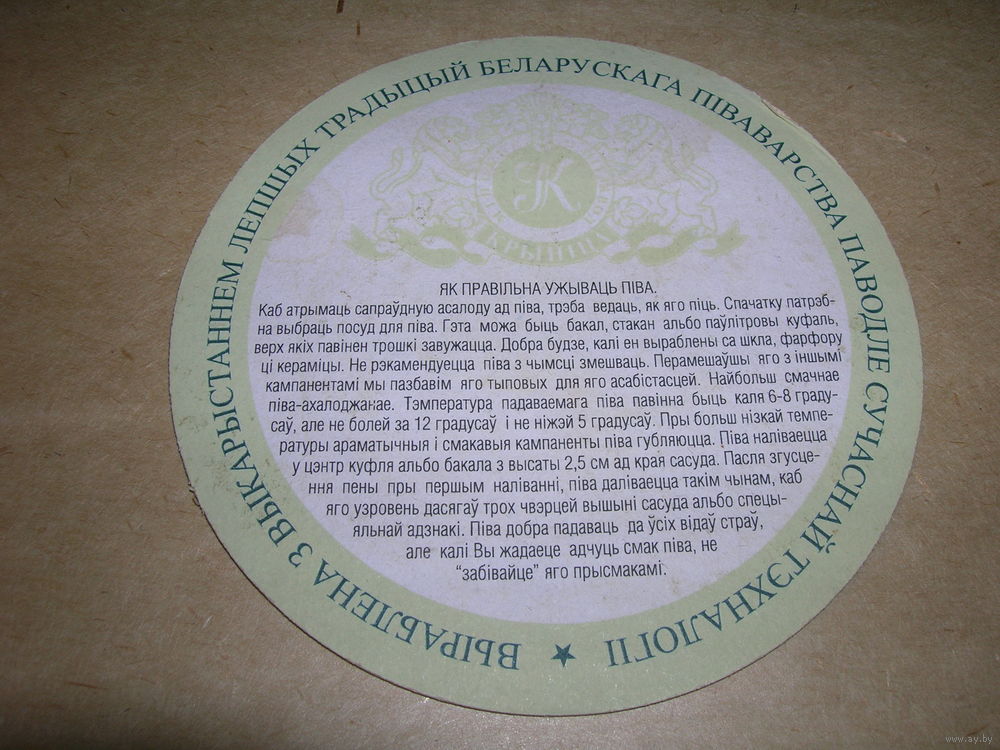 ВЫРАБЛЕНА З ВЫКАРЫСТАННЕМ ЛЕПШЫХ ТРАДЫЦЫЙ БЕЛАРУСКАГА ПІВАВАРСТВА ПАВОДЛЕ СУЧАСНАЙ ТЭХНАЛОГІІ
К
КРЫНІЦА
ЯК ПРАВІЛЬНА УЖЫВАЦЬ ПІВА.
Каб атрымаць сапраўдную асалоду ад піва, трэба ведаць, як яго піць. Спачатку патрэб-
на выбраць посуд для піва. Гэта можа быць бакал, стакан альбо паўлітровы куфаль,
верх якіх павінен трошкі завужацца. Добра будзе, калі ен выраблены са шкла, фарфору
ці кераміцы. Не рэкамендуецца піва з чымсці змешваць. Перамешаўшы яго з іншымі
кампанентамі мы пазбавім яго тыповых для яго асабістасцей. Найбольш смачнае
піва-ахалоджанае. Тэмпература падаваемага піва павінна быць каля 6-8 граду-
саў, але не болей за 12 градусаў і не ніжэй 5 градусаў. Пры больш нізкай темпе-
ратуры араматычныя і смакавыя кампаненты піва губляюцца. Піва наліваецца
у цэнтр куфля альбо бакала з высаты 2,5 см ад края сасуда. Пасля згусце-
ння пены пры першым наліванні, піва даліваецца такім чынам, каб
яго узровень дасягаў трох чвэрцей вышыні сасуда альбо спецы-
яльнай адзнакі. Піва добра падаваць да ўсіх відаў страў,
але калі Вы жадаеце адчуць смак піва, не
“забівайце” яго прысмакамі.
www.ay.by